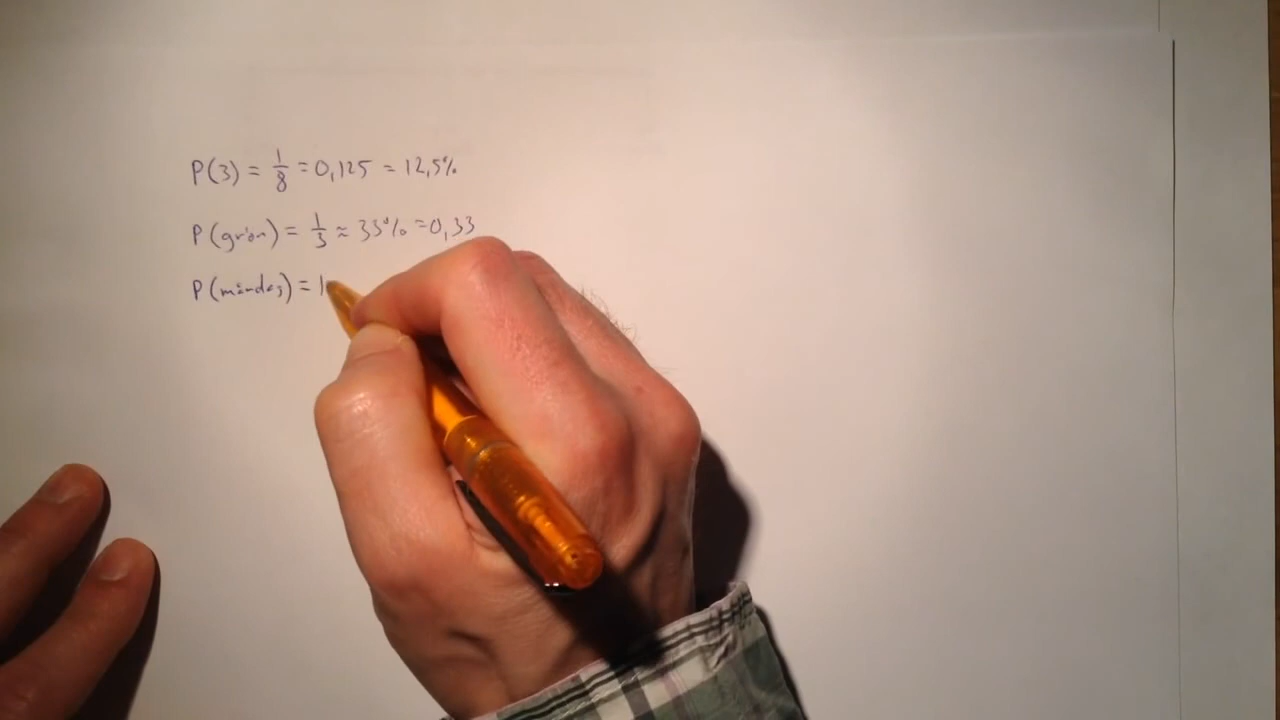 P(3) = 1/8 = 0,125 = 12,5%
P(grön) = 1/3 ≈ 33% = 0,33
P(måndag) = 1